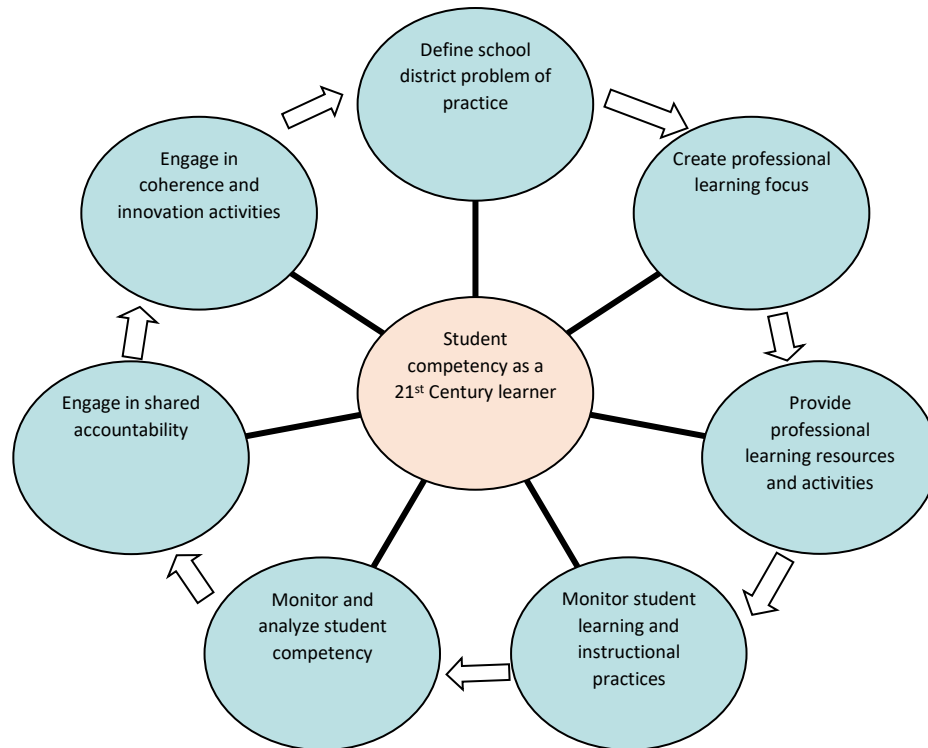 Define school
district problem of
practice
Create professional
learning focus
Provide
professional
learning resources
and activities
Monitor student
learning and
instructional
practices
Monitor and
analyze student
competency
Engage in shared
accountability
Engage in
coherence and
innovation activities
Student
competency as a
21st Century learner